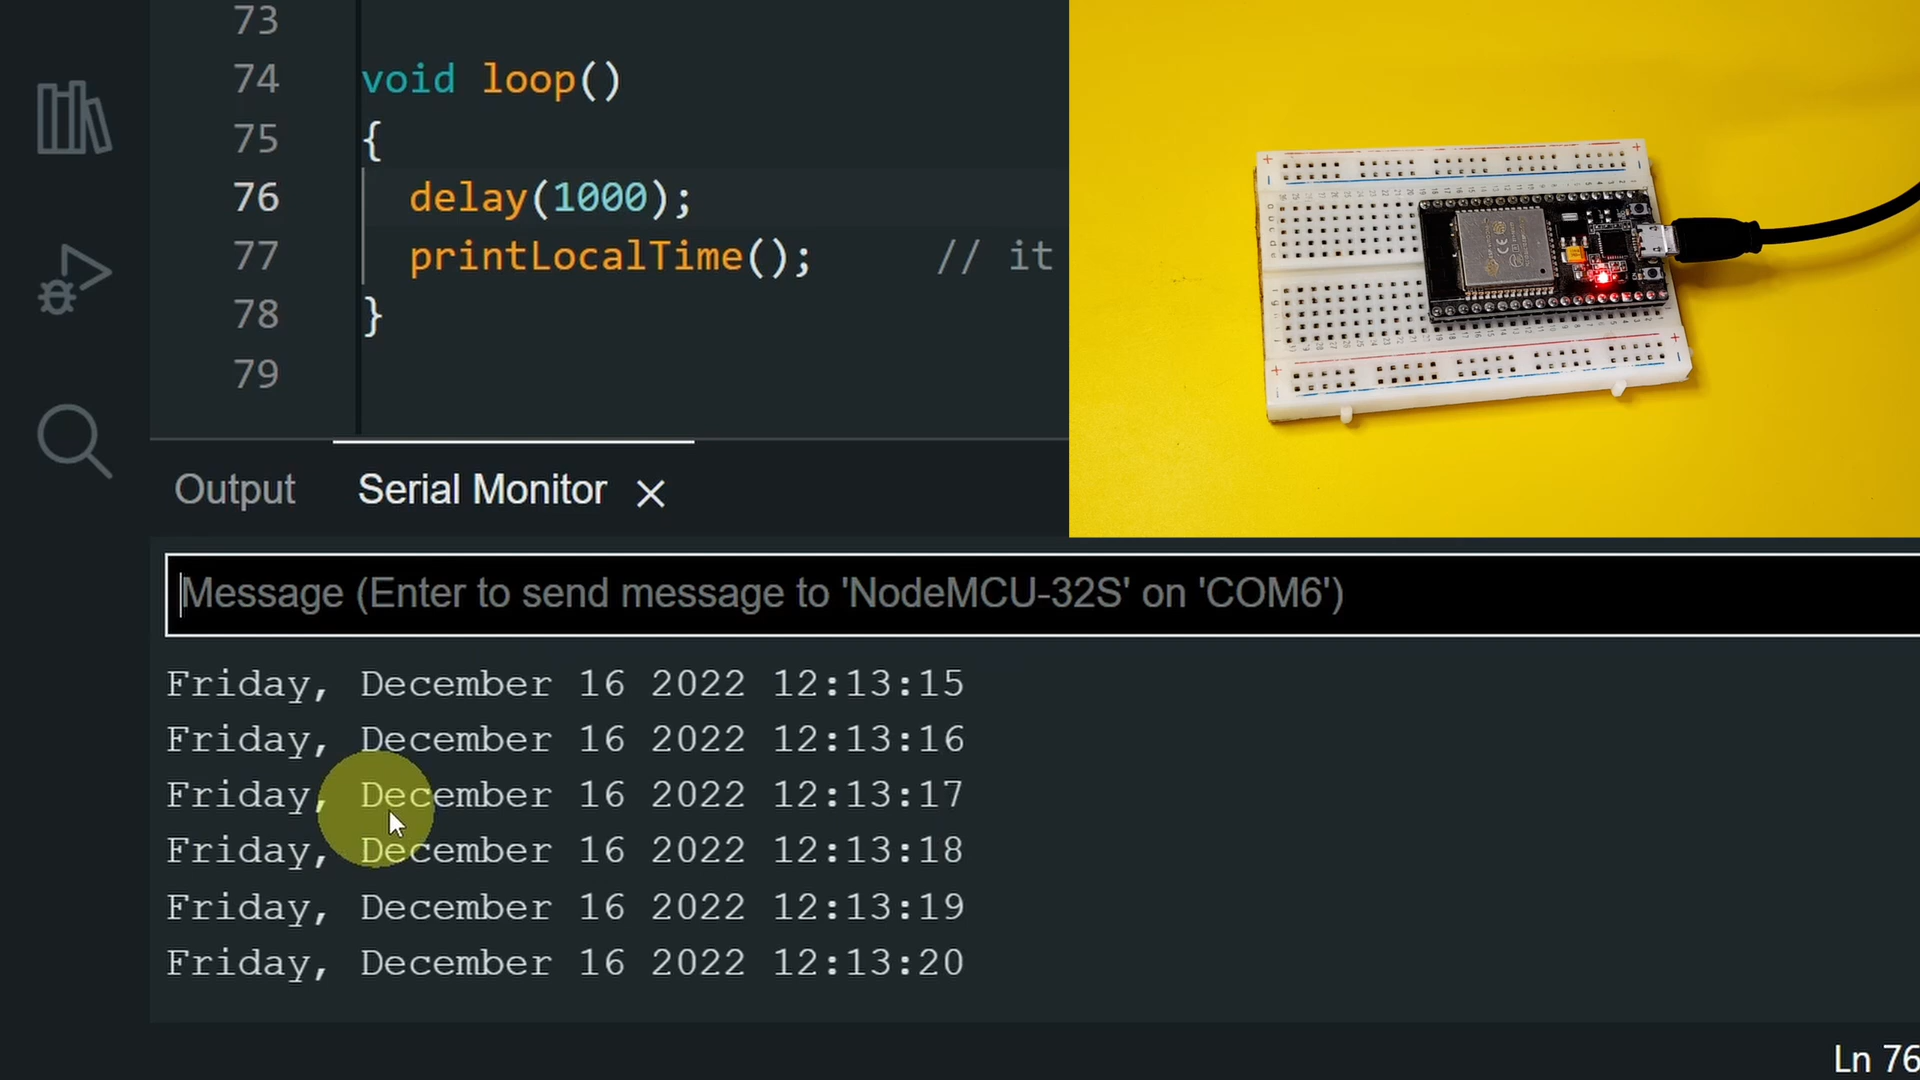 73
74 void loop()
75 {
76 delay(1000);
77 printLocalTime(); // it
78 }
79
Output Serial Monitor
Message (Enter to send message to 'NodeMCU-32S' on 'COM6')
Friday, December 16 2022 12:13:15
Friday, December 16 2022 12:13:16
Friday, December 16 2022 12:13:17
Friday, December 16 2022 12:13:18
Friday, December 16 2022 12:13:19
Friday, December 16 2022 12:13:20
Ln 76